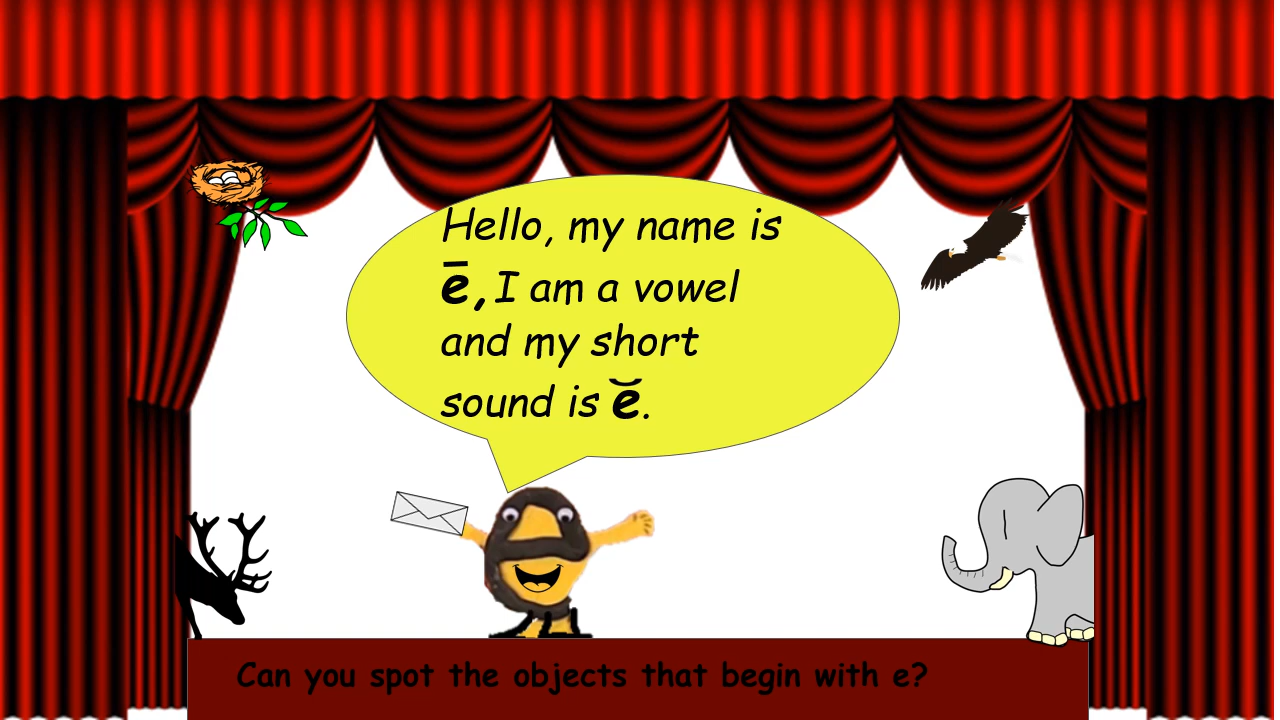 Hello, my name is
ē, I am a vowel
and my short
sound is ĕ.
Can you spot the objects that begin with e?